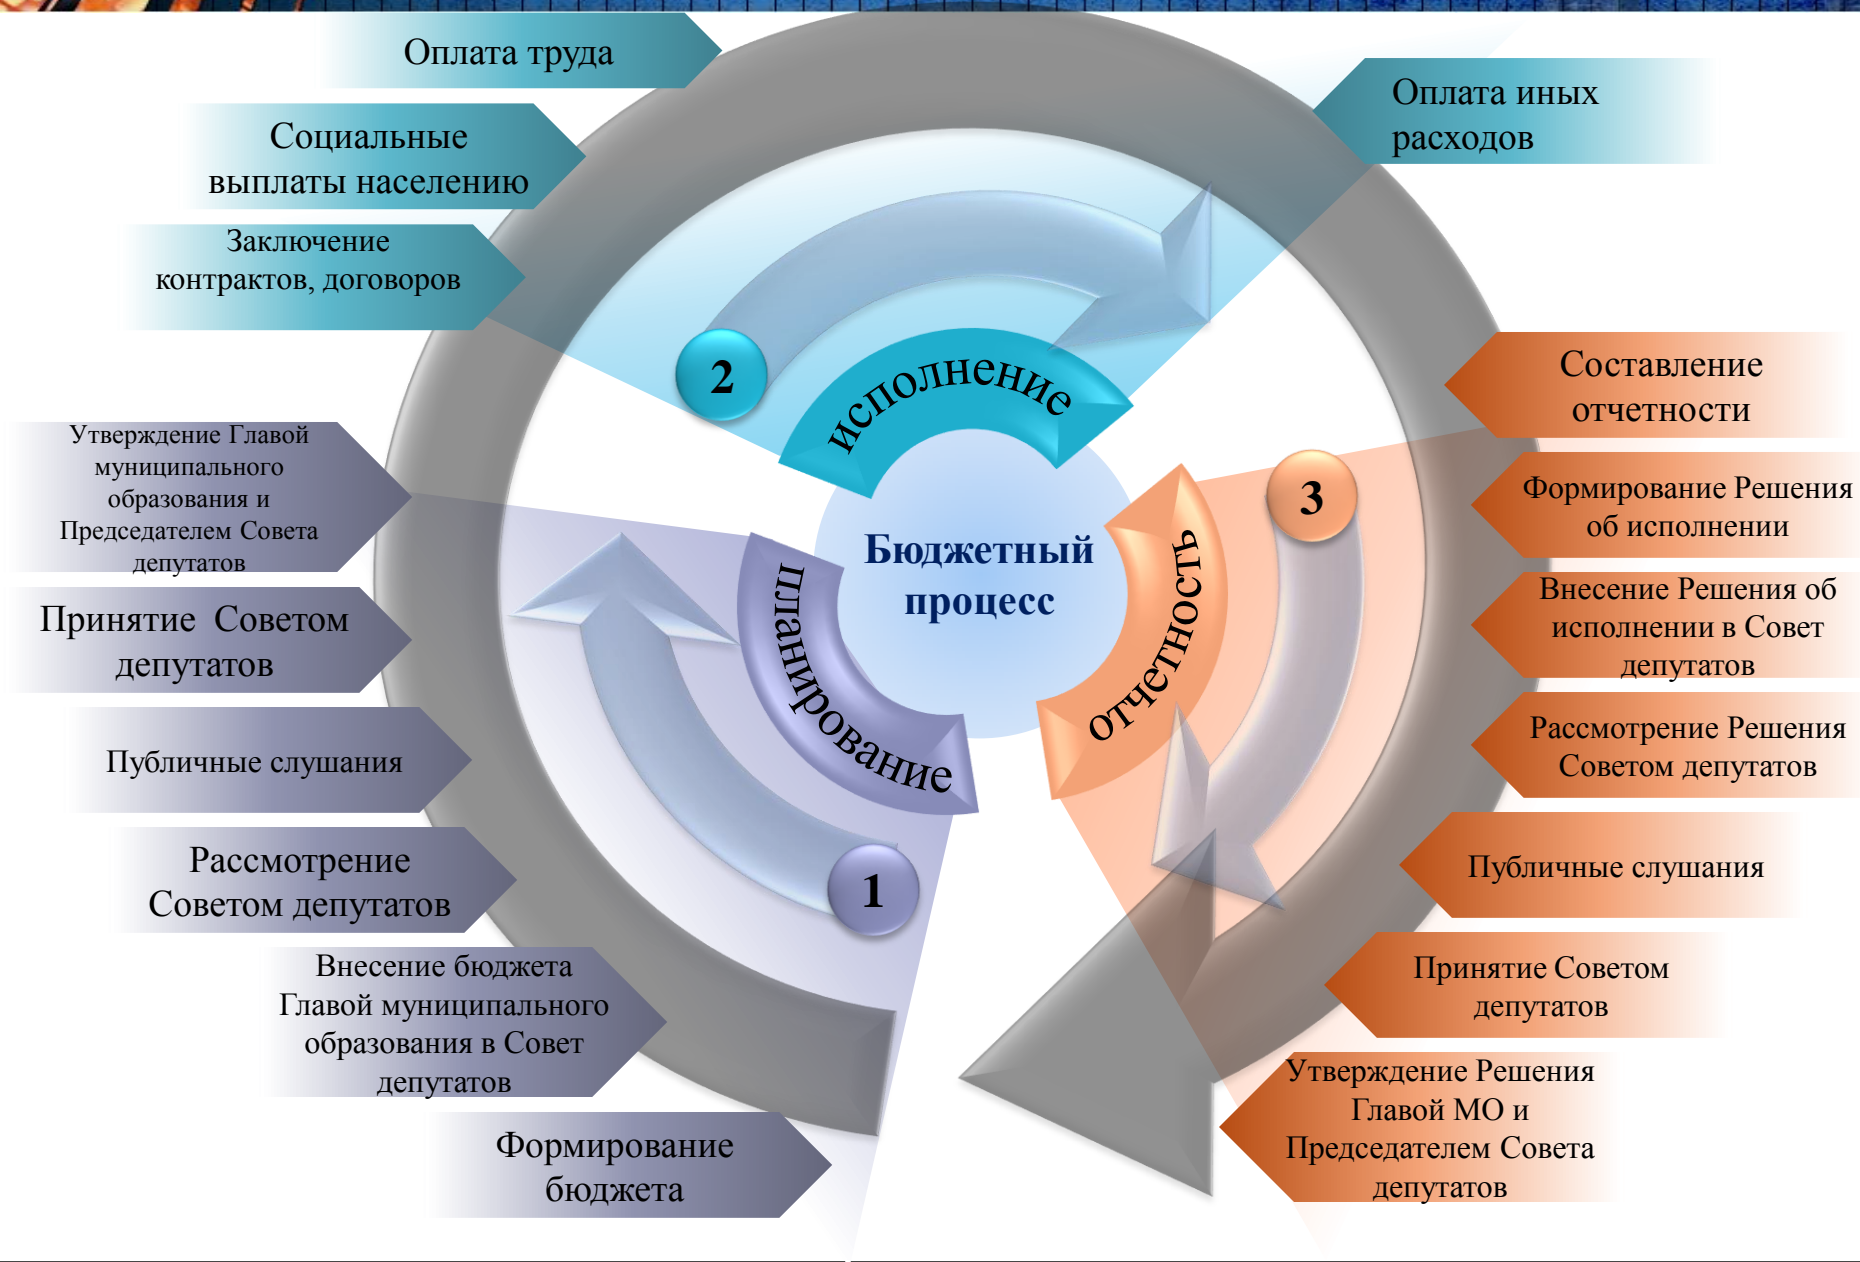 Оплата труда
Социальные
выплаты населению
Заключение
контрактов, договоров
Оплата иных
расходов
2
исполнение
Утверждение Главой
муниципального
образования и
Председателем Совета
депутатов
Принятие  Советом
депутатов
Публичные слушания
Рассмотрение
Советом депутатов
Внесение бюджета
Главой муниципального
образования в Совет
депутатов
Формирование
бюджета
1
планирование
Бюджетный
процесс
3
отчетность
Составление
отчетности
Формирование Решения
об исполнении
Внесение Решения об
исполнении в Совет
депутатов
Рассмотрение Решения
Советом депутатов
Публичные слушания
Принятие Советом
депутатов
Утверждение Решения
Главой МО и
Председателем Совета
депутатов